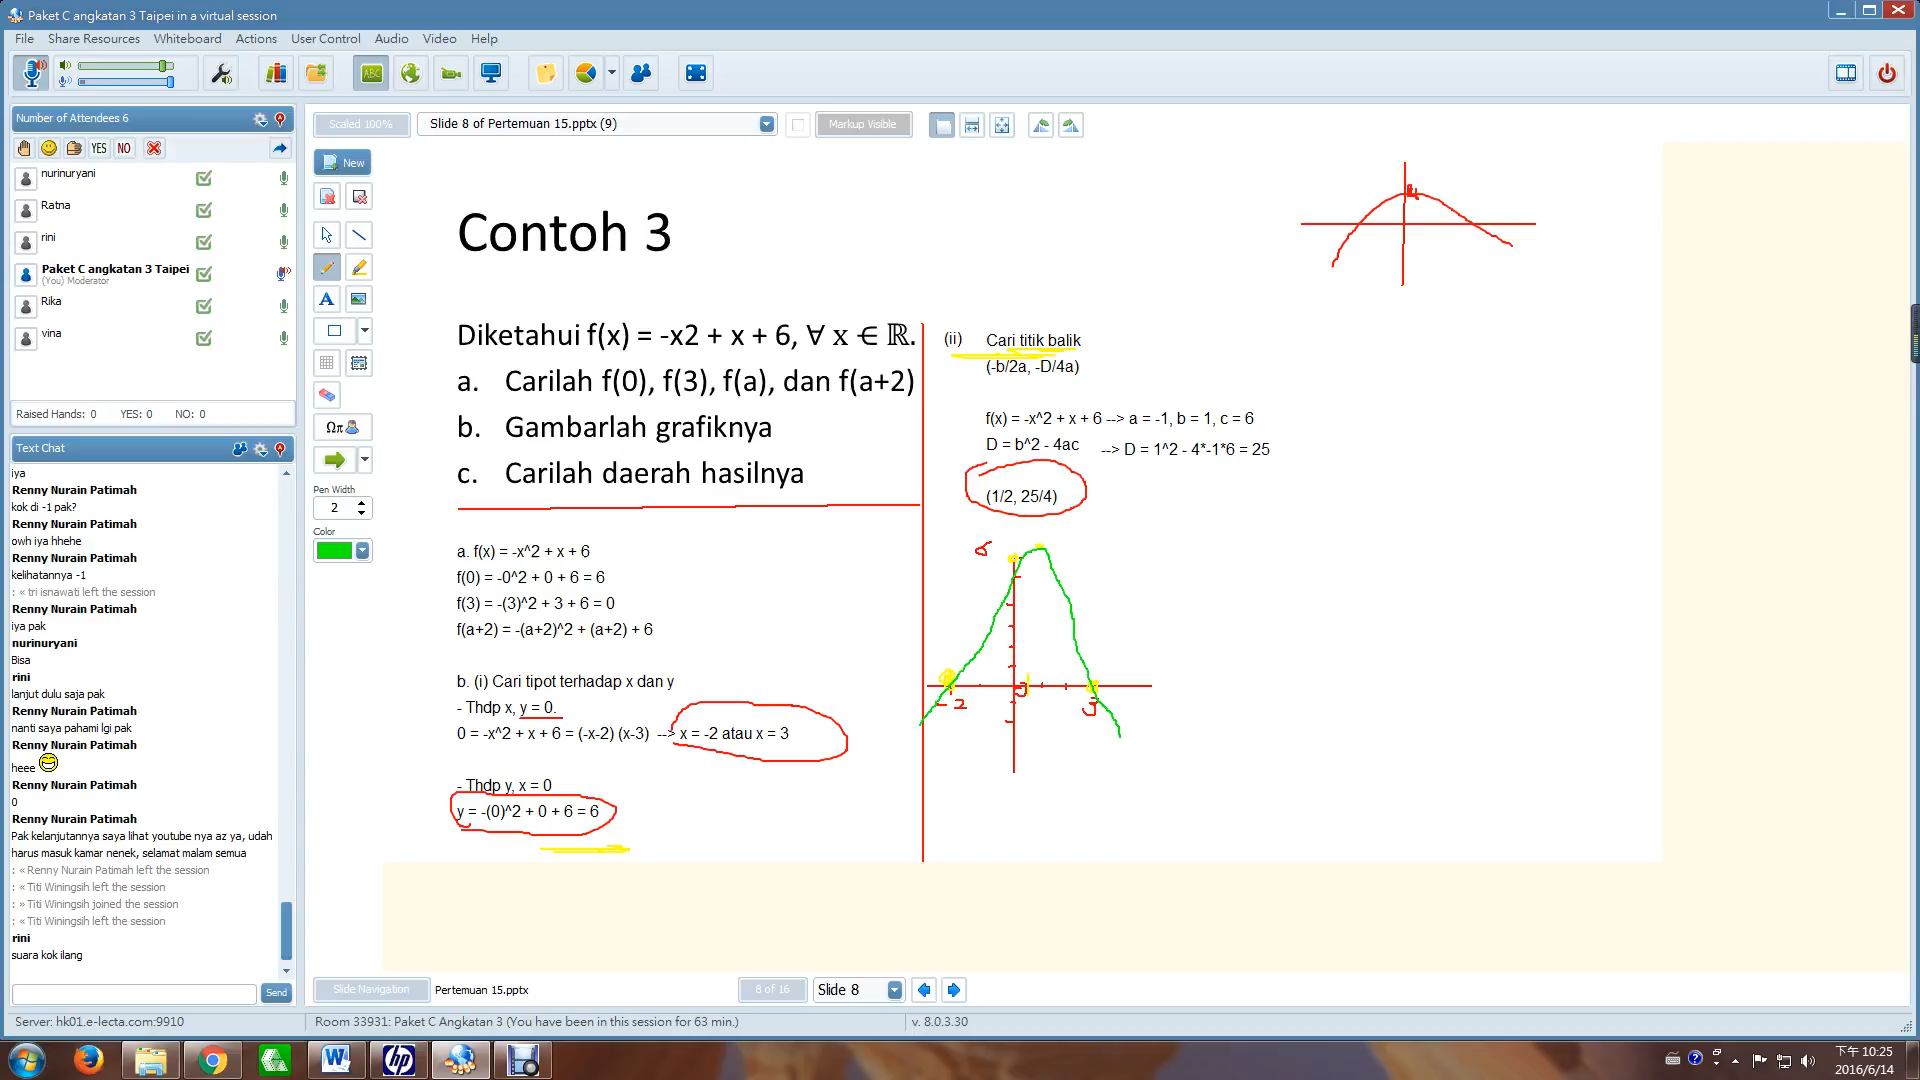 Paket C angkatan 3 Taipei in a virtual session
File Share Resources Whiteboard Actions User Control Audio Video Help
ABC
Number of Attendees 6
YES NO
nurinuryani
Ratna
rini
Paket C angkatan 3 Taipei
(You) Moderator
Rika
vina
Raised Hands: 0 YES: 0 NO: 0
Text Chat
iya
Renny Nurain Patimah
kok di -1 pak?
Renny Nurain Patimah
owh iya hhehe
Renny Nurain Patimah
kelihatannya -1
: « tri isnawati left the session
Renny Nurain Patimah
iya pak
nurinuryani
Bisa
rini
lanjut dulu saja pak
Renny Nurain Patimah
nanti saya pahami lgi pak
Renny Nurain Patimah
heee
Renny Nurain Patimah
0
Renny Nurain Patimah
Pak kelanjutannya saya lihat youtube nya az ya, udah
harus masuk kamar nenek, selamat malam semua
: « Renny Nurain Patimah left the session
: « Titi Winingsih left the session
: » Titi Winingsih joined the session
: « Titi Winingsih left the session
rini
suara kok ilang
Send
Scaled 100%
Slide 8 of Pertemuan 15.pptx (9)
Markup Visible
New
A
Ωπ
Pen Width
2
Color
Contoh 3
Diketahui f(x) = -x2 + x + 6, ∀ x ∈ ℝ.
a. Carilah f(0), f(3), f(a), dan f(a+2)
b. Gambarlah grafiknya
c. Carilah daerah hasilnya
a. f(x) = -x^2 + x + 6
f(0) = -0^2 + 0 + 6 = 6
f(3) = -(3)^2 + 3 + 6 = 0
f(a+2) = -(a+2)^2 + (a+2) + 6
b. (i) Cari tipot terhadap x dan y
- Thdp x, y = 0.
0 = -x^2 + x + 6 = (-x-2) (x-3) --> x = -2 atau x = 3
- Thdp y, x = 0
y = -(0)^2 + 0 + 6 = 6
(ii) Cari titik balik
(-b/2a, -D/4a)
f(x) = -x^2 + x + 6 --> a = -1, b = 1, c = 6
D = b^2 - 4ac --> D = 1^2 - 4*-1*6 = 25
(1/2, 25/4)
-2
3
Slide Navigation
Pertemuan 15.pptx
8 of 16
Slide 8
Server: hk01.e-lecta.com:9910
Room 33931: Paket C Angkatan 3 (You have been in this session for 63 min.)
v. 8.0.3.30
W
hp
下午 10:25
2016/6/14